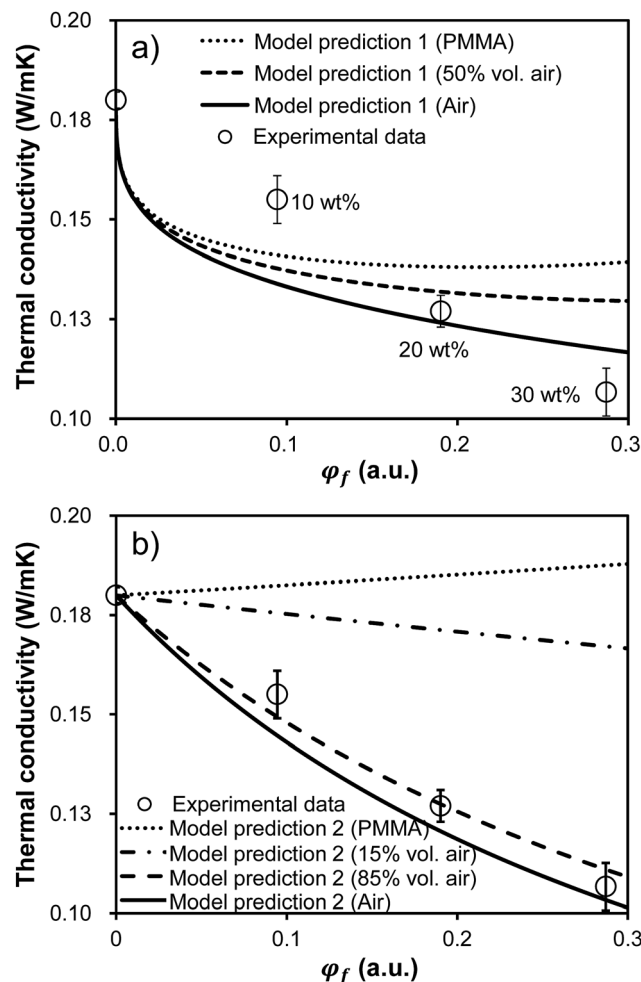 0.20
a)
Model prediction 1 (PMMA)
Model prediction 1 (50% vol. air)
Model prediction 1 (Air)
Experimental data
0.18
0.15
0.13
0.10
Thermal conductivity (W/mK)
10 wt%
20 wt%
30 wt%
0.0
0.1
0.2
0.3
φf (a.u.)
0.20
b)
0.18
0.15
0.13
0.10
Thermal conductivity (W/mK)
Experimental data
Model prediction 2 (PMMA)
Model prediction 2 (15% vol. air)
Model prediction 2 (85% vol. air)
Model prediction 2 (Air)
0
0.1
0.2
0.3
φf (a.u.)